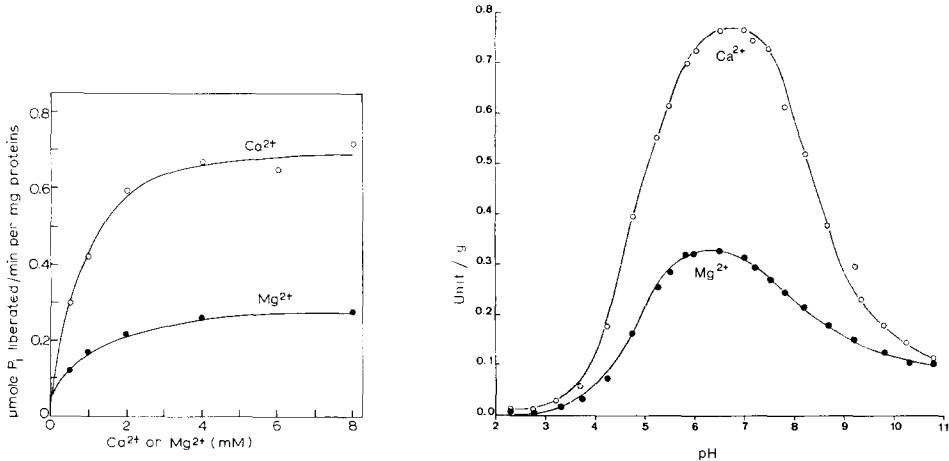 μmole Pi liberated/min per mg proteins
0.8
0.6
0.4
0.2
0
Ca²⁺
Mg²⁺
0 2 4 6 8
Ca²⁺ or Mg²⁺ (mM)
Unit / g
0.8
0.7
0.5
0.4
0.3
0.2
0.1
0.0
Ca²⁺
Mg²⁺
2 3 4 5 6 7 8 9 10 11
pH